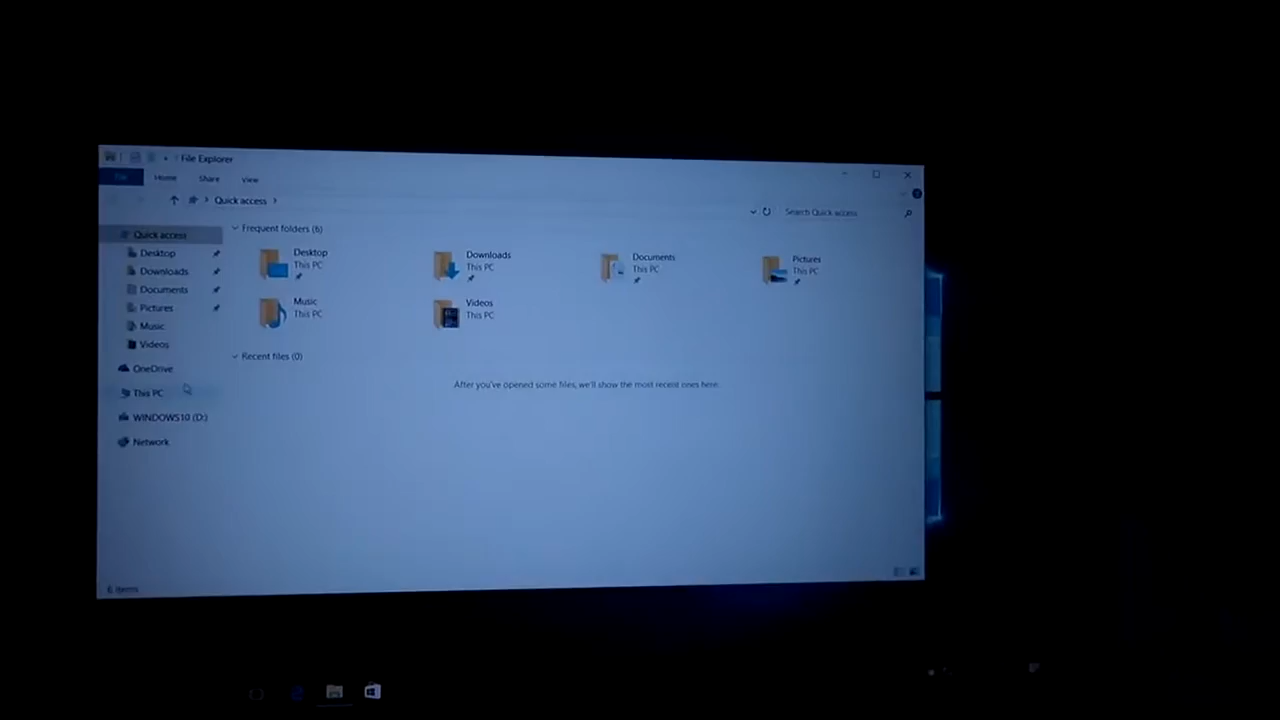 File Explorer
File
Home Share View
Quick access
Search Quick access
Quick access
Desktop
Downloads
Documents
Pictures
Music
Videos
OneDrive
This PC
WINDOWS10 (D:)
Network
Frequent folders (6)
Desktop
This PC
Downloads
This PC
Documents
This PC
Pictures
This PC
Music
This PC
Videos
This PC
Recent files (0)
After you've opened some files, we'll show the most recent ones here.
6 items